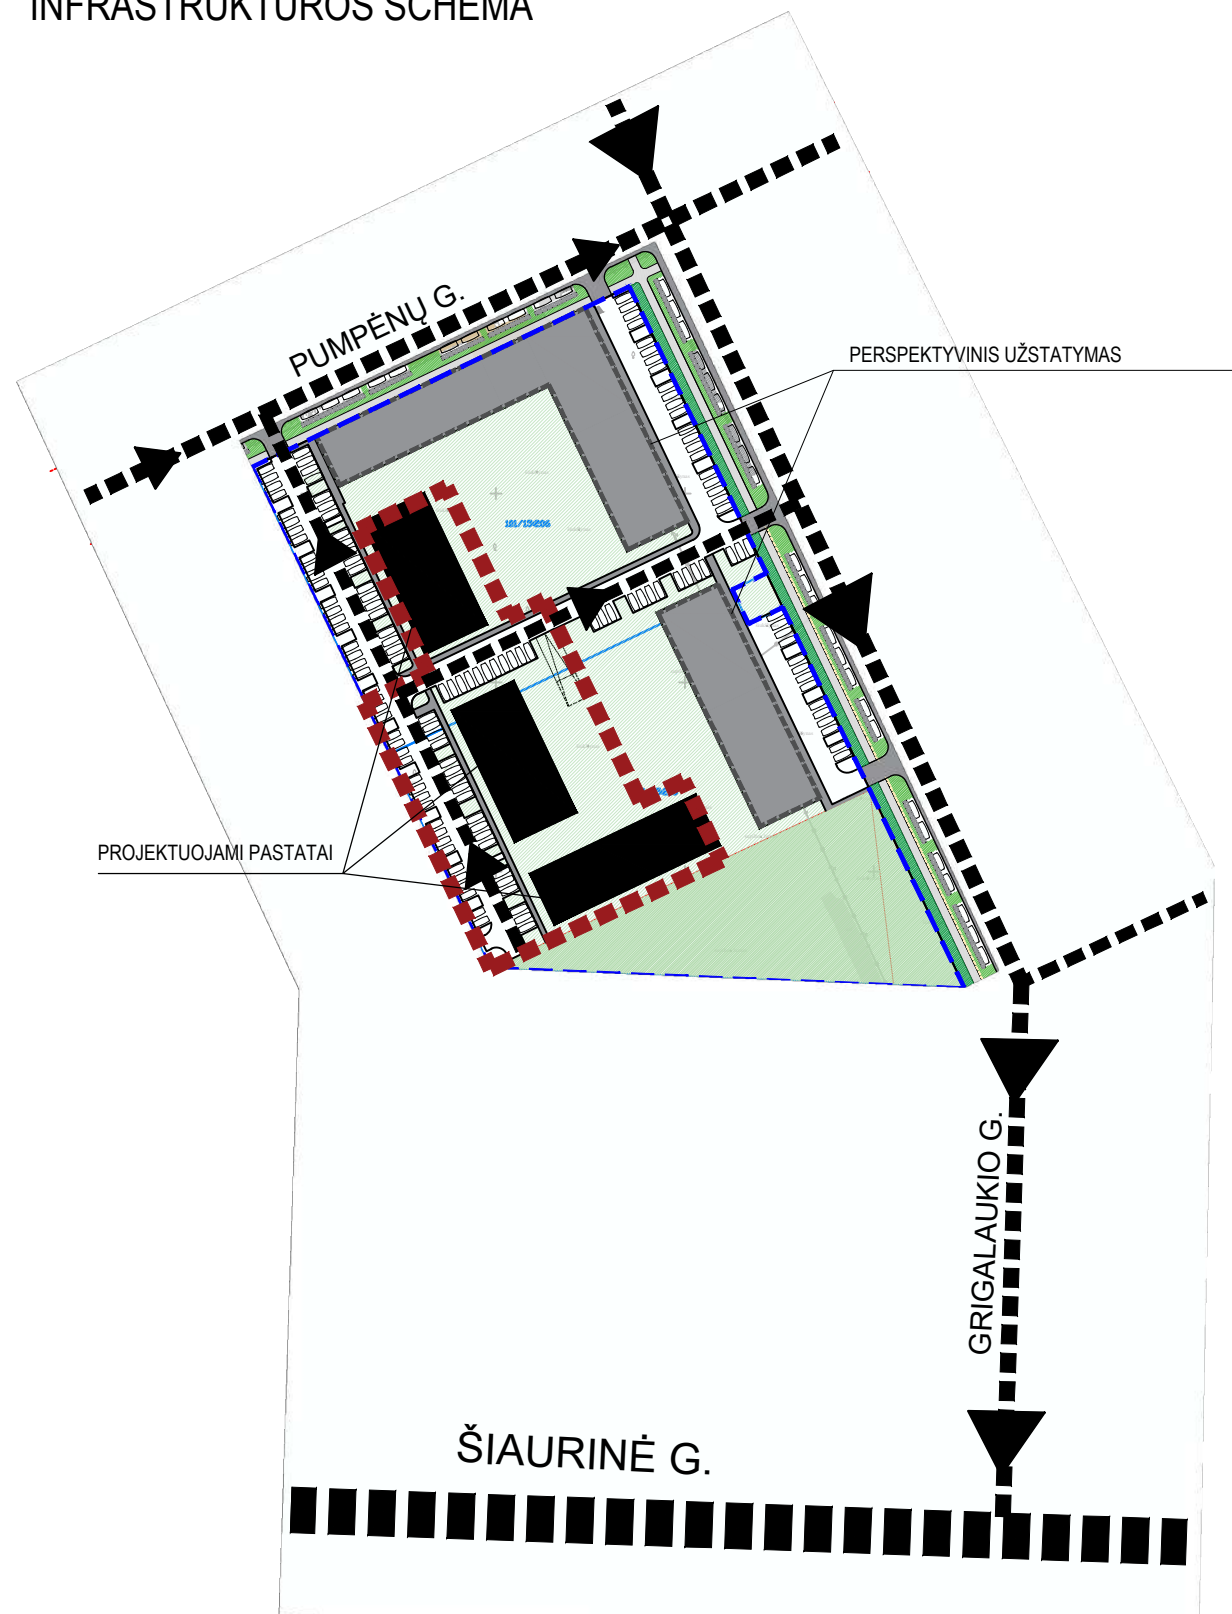 INFRASTRUKTŪROS SCHEMA
PUMPĖNŲ G.
PERSPEKTYVINIS UŽSTATYMAS
PROJEKTUOJAMI PASTATAI
GRIGALAUKIO G.
ŠIAURINĖ G.